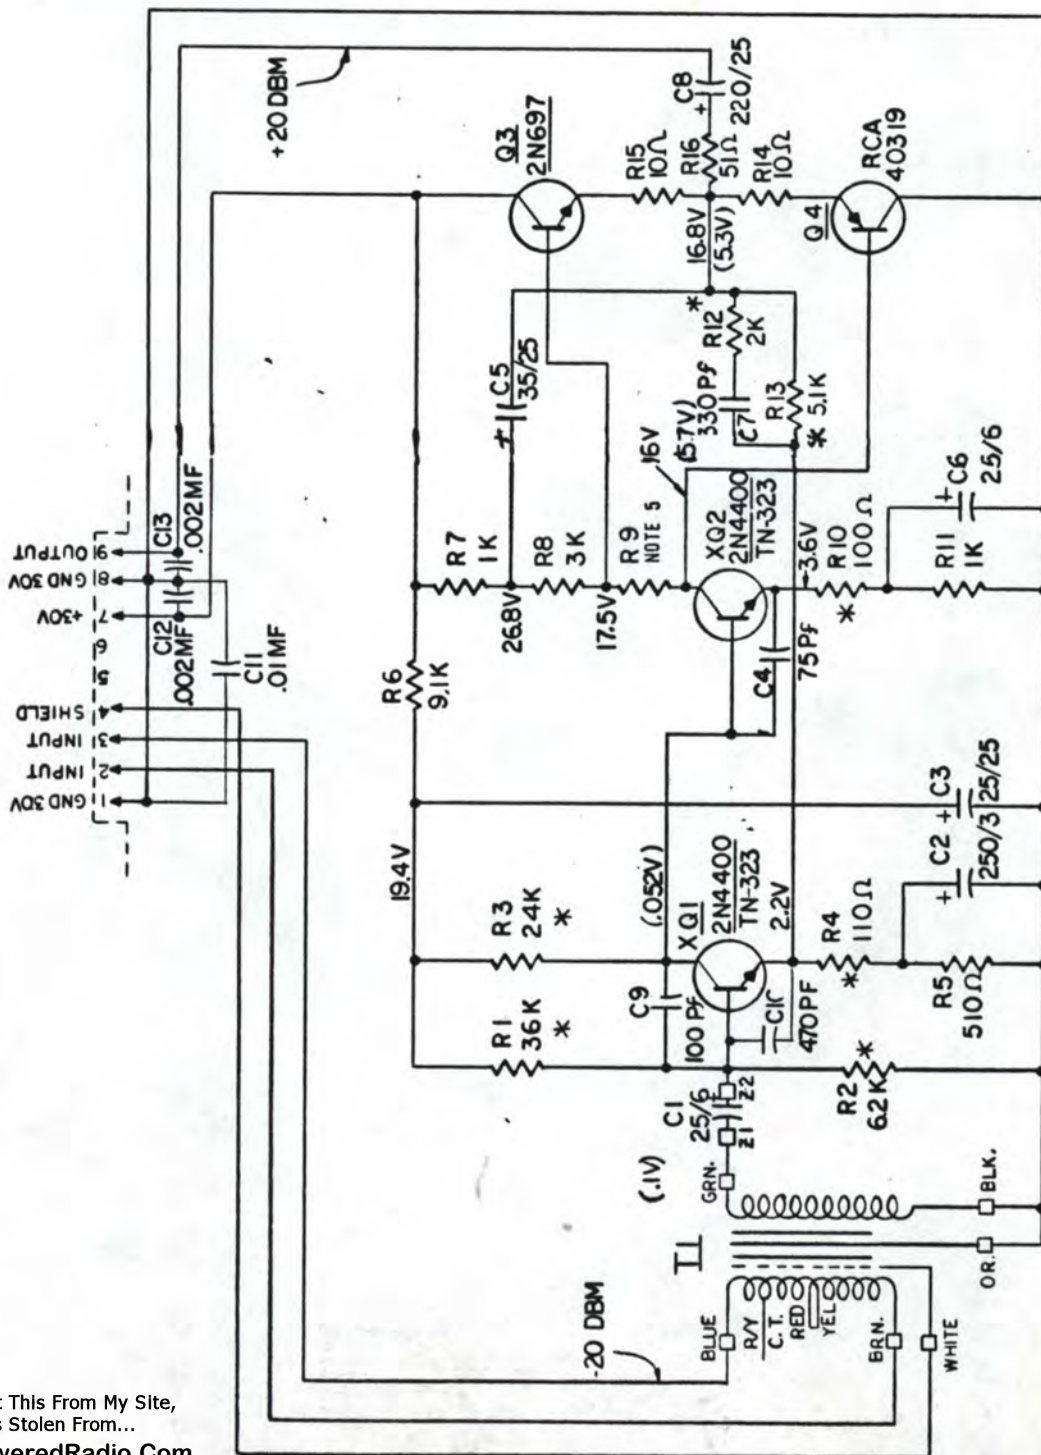 +20 DBM
C8
+
220/25
Q3
2N697
R15
10Ω
R16
51Ω
R14
10Ω
RCA
40319
Q4
16.8V
(5.3V)
*
C5
35/25
+
R12
2K
330Pf
C7
R13
* 5.1K
16V
(5.7V)
9 OUTPUT
8 GND 30V
7 +30V
6
5
4 SHIELD
3 INPUT
2 INPUT
1 GND 30V
C13
.002MF
C12
.002MF
C11
.01MF
R7
1K
26.8V
R8
3K
17.5V
R9
NOTE 5
XQ2
2N4400
TN-323
3.6V
R10
100Ω
*
C6
+
25/6
R11
1K
R6
9.1K
C4
75Pf
19.4V
C3
+
25/25
C2
+
250/3
R3
24K
*
(.052V)
XQ1
2N4400
TN-323
2.2V
R4
110Ω
*
R5
510Ω
R1
36K
*
C9
100Pf
470PF
R2
6.2K
*
C1
25/6
+
Z1
Z2
(.1V)
GRN.
BLK.
OR.
T1
-20 DBM
BLUE
R/Y
C.T.
RED
YEL
BRN.
WHITE
This From My Site,
s Stolen From...
veredRadio.Com